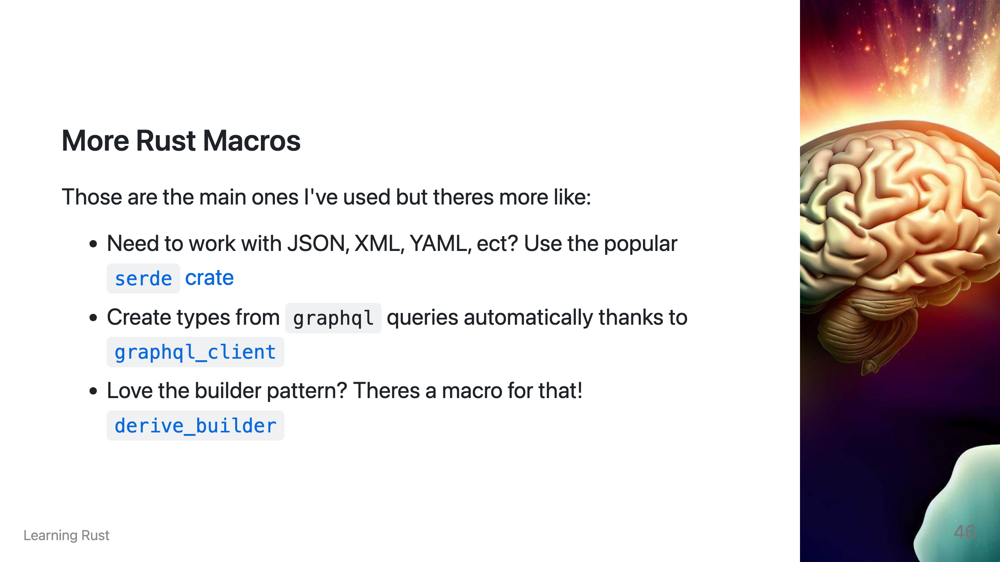 More Rust Macros
Those are the main ones I've used but theres more like:
• Need to work with JSON, XML, YAML, ect? Use the popular
serde crate
• Create types from graphql queries automatically thanks to
graphql_client
• Love the builder pattern? Theres a macro for that!
derive_builder
Learning Rust
46